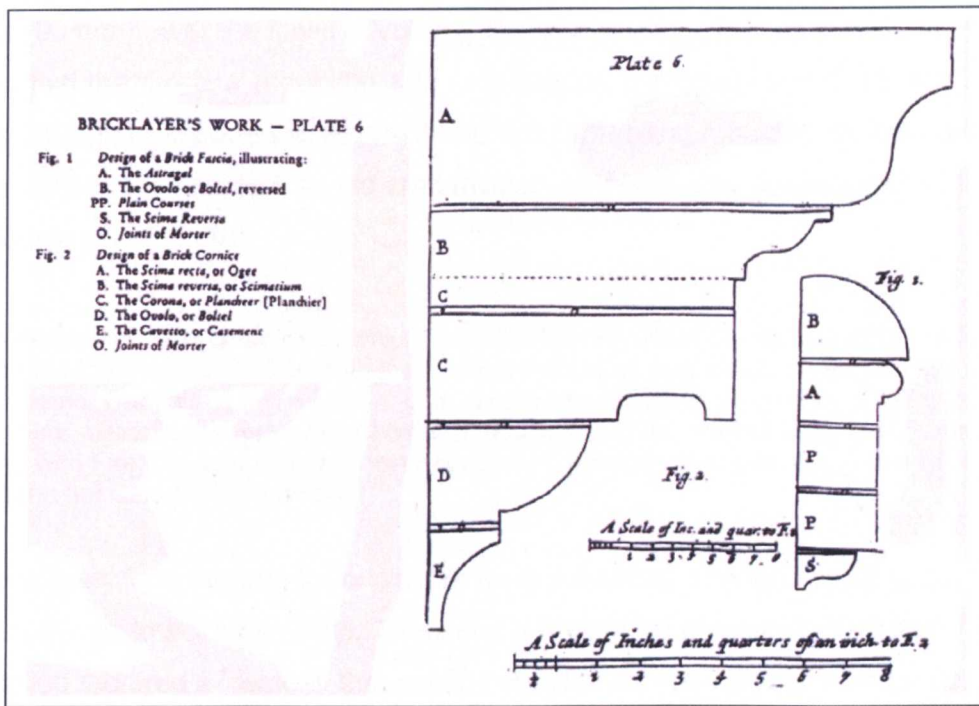 BRICKLAYER'S WORK — PLATE 6
Fig. 1 Design of a Brick Fascia, illustrating:
A. The Astragal
B. The Ovolo or Boltel, reversed
PP. Plain Courses
S. The Scima Reversa
O. Joints of Morter
Fig. 2 Design of a Brick Cornice
A. The Scima recta, or Ogee
B. The Scima reversa, or Scimatium
C. The Corona, or Plancheer [Planchier]
D. The Ovolo, or Boltel
E. The Cavetto, or Casement
O. Joints of Morter
Plate 6.
A
B
C
C
D
E
Fig. 1.
B
A
P
P
S
Fig. 2.
A Scale of Inc. and quar. to F. 1
1 2 3 4 5 6 7 8
A Scale of Inches and quarters of an inch to F. 2
1 2 3 4 5 6 7 8